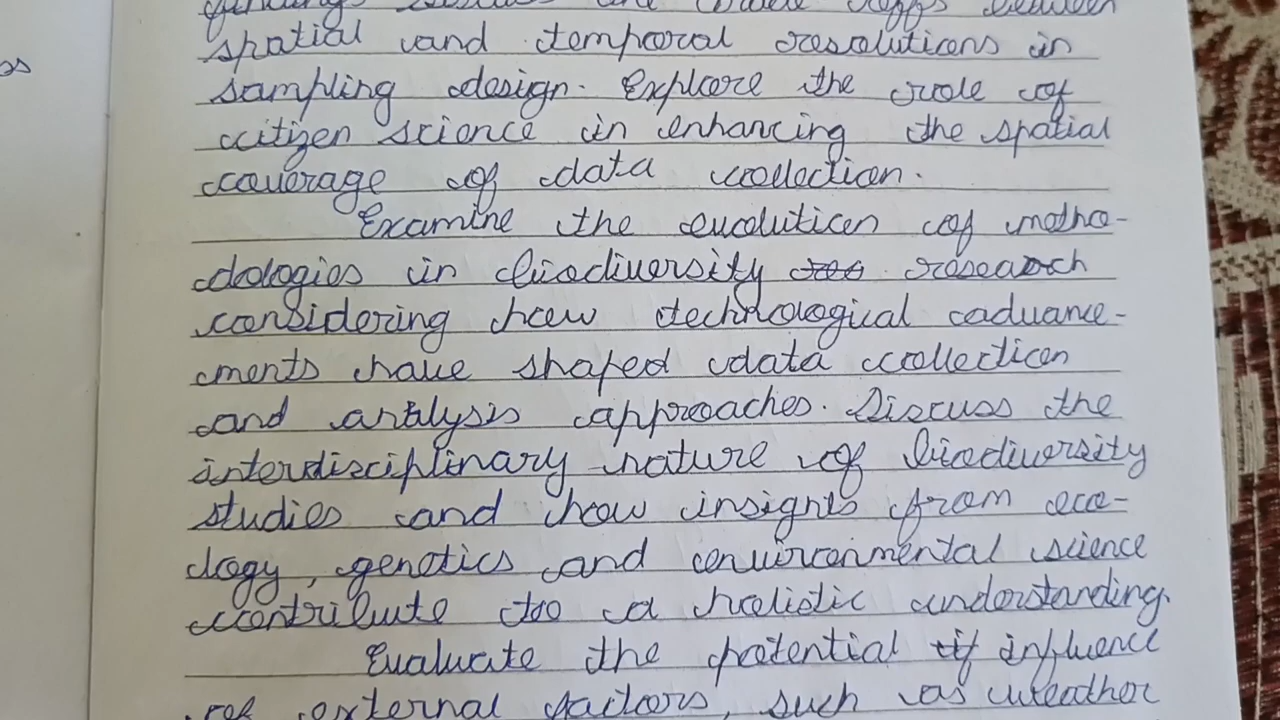 spatial and temporal resolutions in
sampling design. Explore the role of
citizen science in enhancing the spatial
coverage of data collection.
Examine the evolution of metho-
dologies in biodiversity res research
considering how technological advance-
ments have shaped data collection
and analysis approaches. Discuss the
interdisciplinary nature of biodiversity
studies and how insights from eco-
logy, genetics and environmental science
contribute too a holistic understanding.
Evaluate the potential if influence
of external factors, such as weather